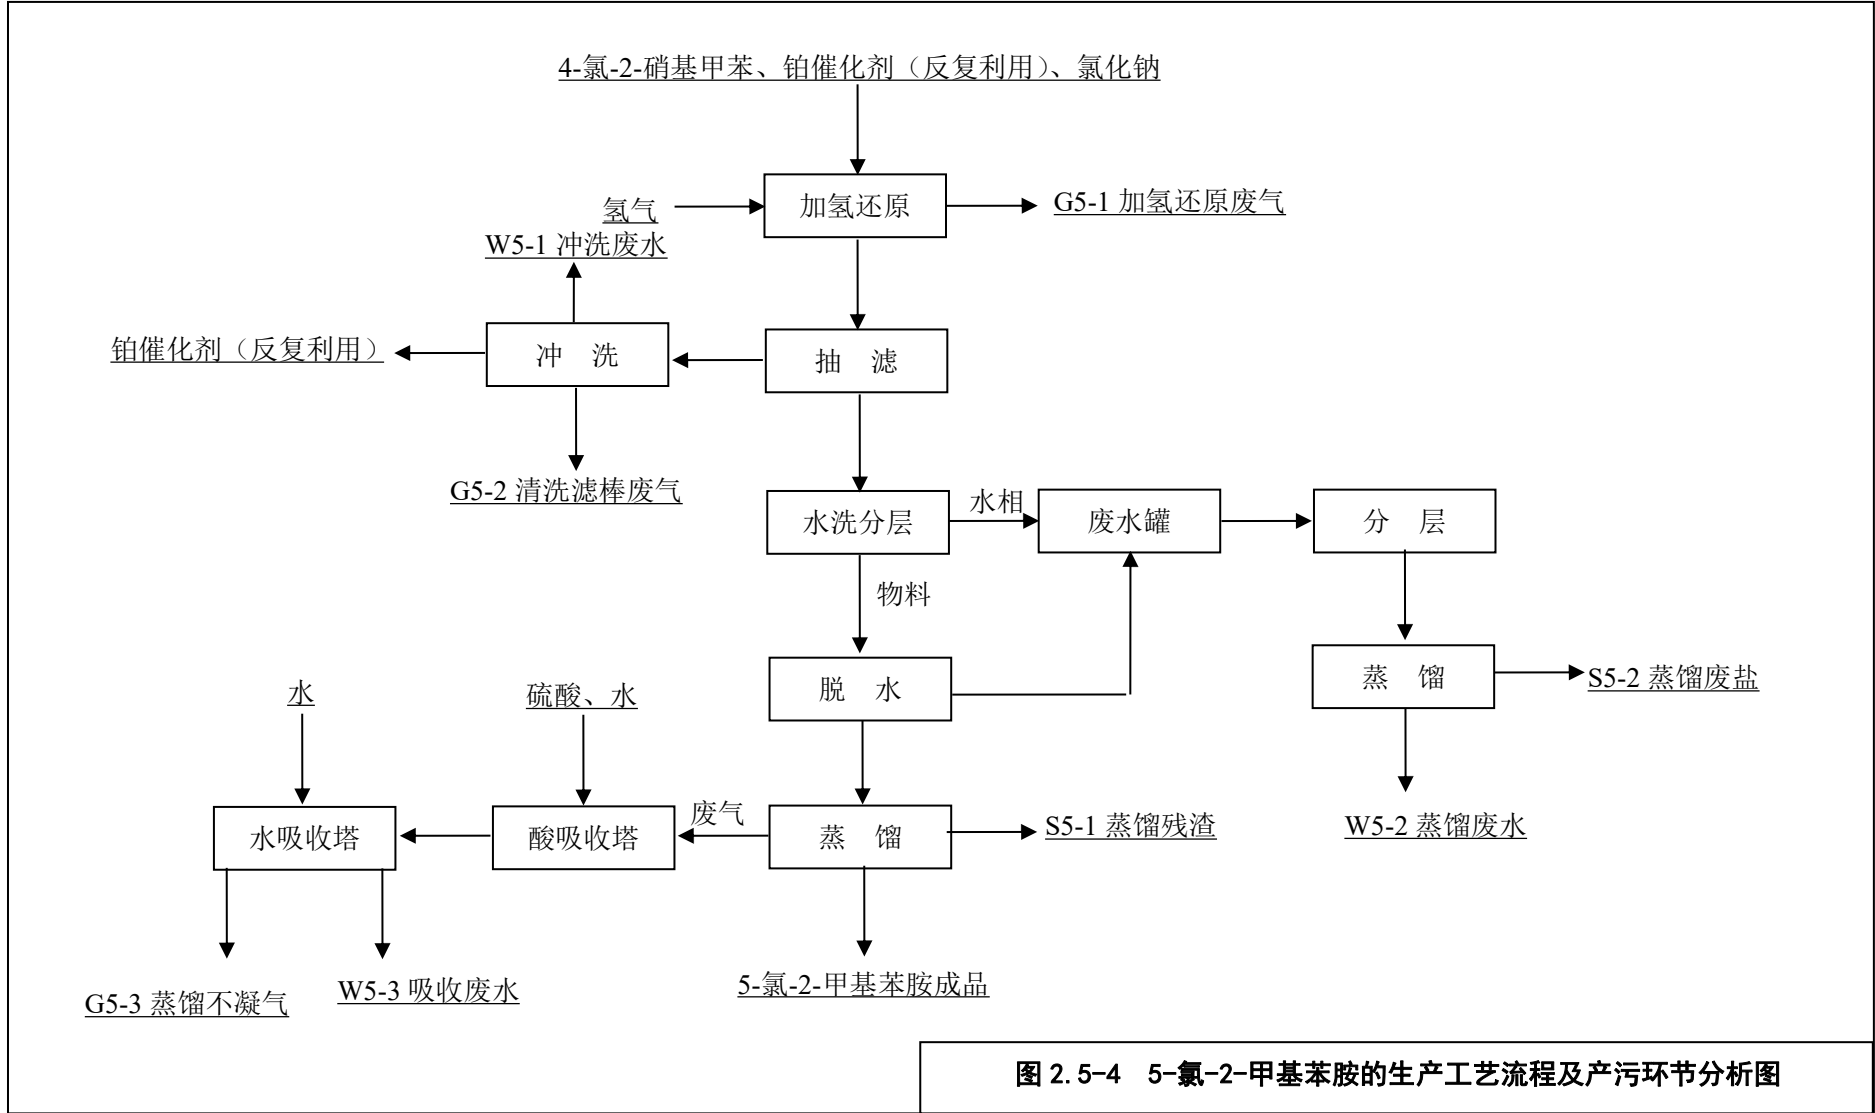 4-氯-2-硝基甲苯、铂催化剂（反复利用）、氯化钠
氢气
加氢还原
G5-1 加氢还原废气
W5-1 冲洗废水
铂催化剂（反复利用）
冲 洗
抽 滤
G5-2 清洗滤棒废气
水洗分层
水相
废水罐
分 层
物料
脱 水
蒸 馏
S5-2 蒸馏废盐
水
硫酸、水
水吸收塔
酸吸收塔
废气
蒸 馏
S5-1 蒸馏残渣
W5-2 蒸馏废水
G5-3 蒸馏不凝气
W5-3 吸收废水
5-氯-2-甲基苯胺成品
图 2.5-4 5-氯-2-甲基苯胺的生产工艺流程及产污环节分析图